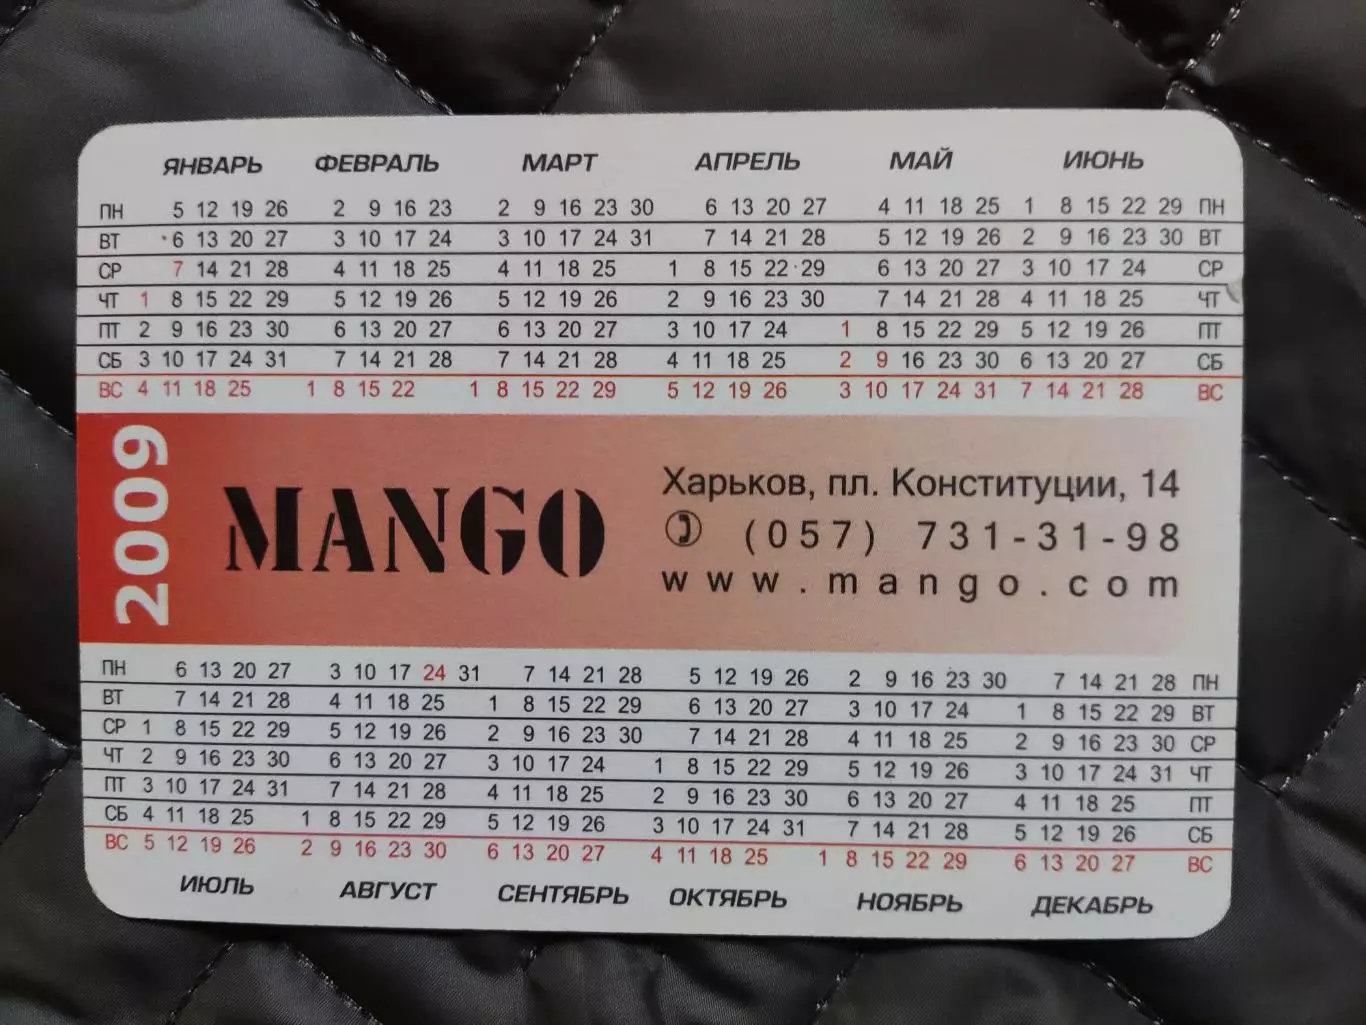 ЯНВАРЬ ФЕВРАЛЬ МАРТ АПРЕЛЬ МАЙ ИЮНЬ
ПН 5 12 19 26 2 9 16 23 2 9 16 23 30 6 13 20 27 4 11 18 25 1 8 15 22 29 ПН
ВТ 6 13 20 27 3 10 17 24 3 10 17 24 31 7 14 21 28 5 12 19 26 2 9 16 23 30 ВТ
СР 7 14 21 28 4 11 18 25 4 11 18 25 1 8 15 22 29 6 13 20 27 3 10 17 24 СР
ЧТ 1 8 15 22 29 5 12 19 26 5 12 19 26 2 9 16 23 30 7 14 21 28 4 11 18 25 ЧТ
ПТ 2 9 16 23 30 6 13 20 27 6 13 20 27 3 10 17 24 1 8 15 22 29 5 12 19 26 ПТ
СБ 3 10 17 24 31 7 14 21 28 7 14 21 28 4 11 18 25 2 9 16 23 30 6 13 20 27 СБ
ВС 4 11 18 25 1 8 15 22 1 8 15 22 29 5 12 19 26 3 10 17 24 31 7 14 21 28 ВС
2009
MANGO
Харьков, пл. Конституции, 14
(057) 731-31-98
www.mango.com
ПН 6 13 20 27 3 10 17 24 31 7 14 21 28 5 12 19 26 2 9 16 23 30 7 14 21 28 ПН
ВТ 7 14 21 28 4 11 18 25 1 8 15 22 29 6 13 20 27 3 10 17 24 1 8 15 22 29 ВТ
СР 1 8 15 22 29 5 12 19 26 2 9 16 23 30 7 14 21 28 4 11 18 25 2 9 16 23 30 СР
ЧТ 2 9 16 23 30 6 13 20 27 3 10 17 24 1 8 15 22 29 5 12 19 26 3 10 17 24 31 ЧТ
ПТ 3 10 17 24 31 7 14 21 28 4 11 18 25 2 9 16 23 30 6 13 20 27 4 11 18 25 ПТ
СБ 4 11 18 25 1 8 15 22 29 5 12 19 26 3 10 17 24 31 7 14 21 28 5 12 19 26 СБ
ВС 5 12 19 26 2 9 16 23 30 6 13 20 27 4 11 18 25 1 8 15 22 29 6 13 20 27 ВС
ИЮЛЬ АВГУСТ СЕНТЯБРЬ ОКТЯБРЬ НОЯБРЬ ДЕКАБРЬ